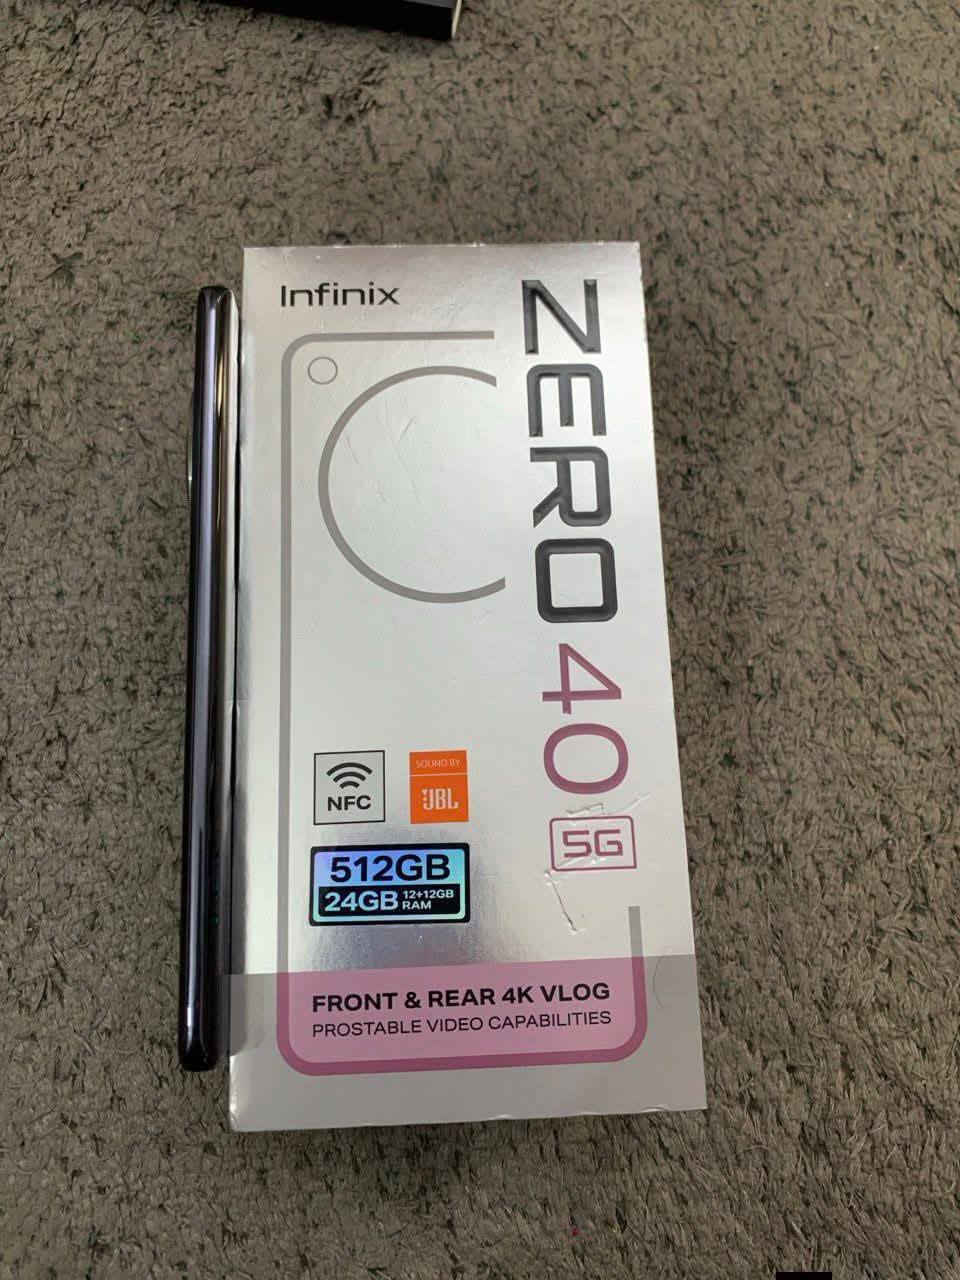 Infinix
ZERO 40
5G
NFC
SOUND BY
JBL
512GB
24GB 12+12GB RAM
FRONT & REAR 4K VLOG
PROSTABLE VIDEO CAPABILITIES